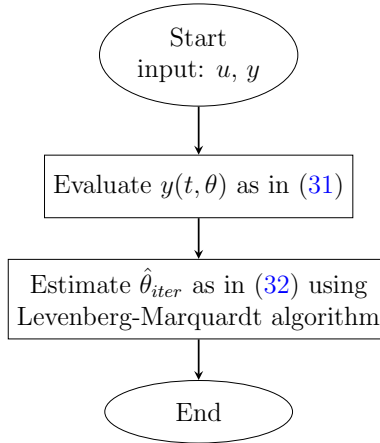 Start
input: u, y
Evaluate y(t, θ) as in (31)
Estimate θ̂_iter as in (32) using
Levenberg-Marquardt algorithm
End